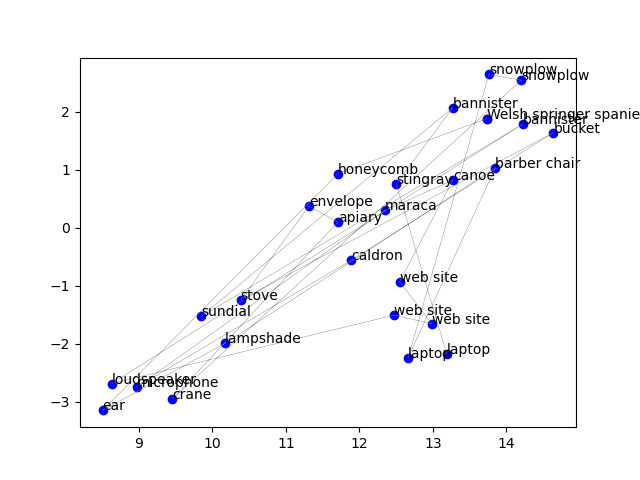 snowplow
snowplow
bannister
Welsh springer spanie
bannister
bucket
barber chair
honeycomb
stingray
canoe
envelope
maraca
apiary
caldron
web site
stove
sundial
web site
web site
lampshade
laptop
laptop
loudspeaker
microphone
crane
ear
2
1
0
−1
−2
−3
9
10
11
12
13
14